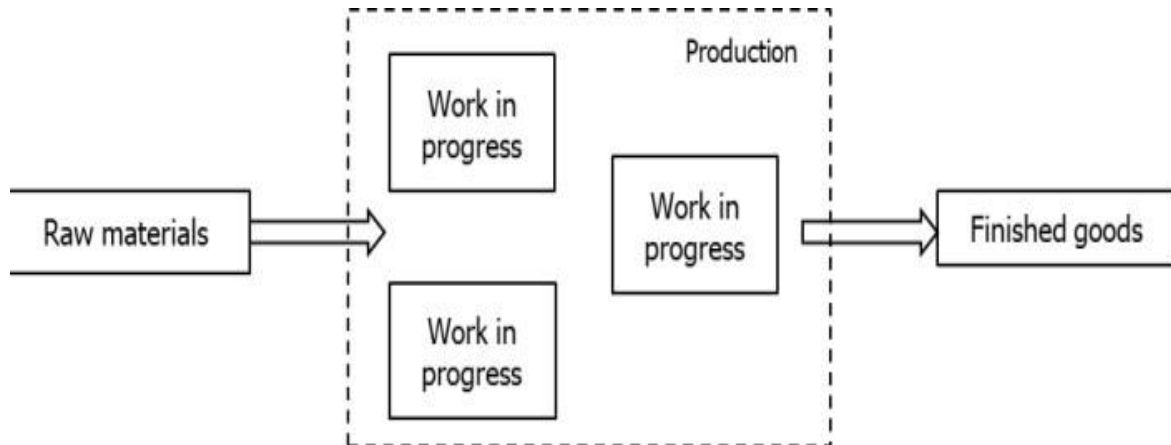 Production
Work in
progress
Raw materials
Work in
progress
Work in
progress
Finished goods